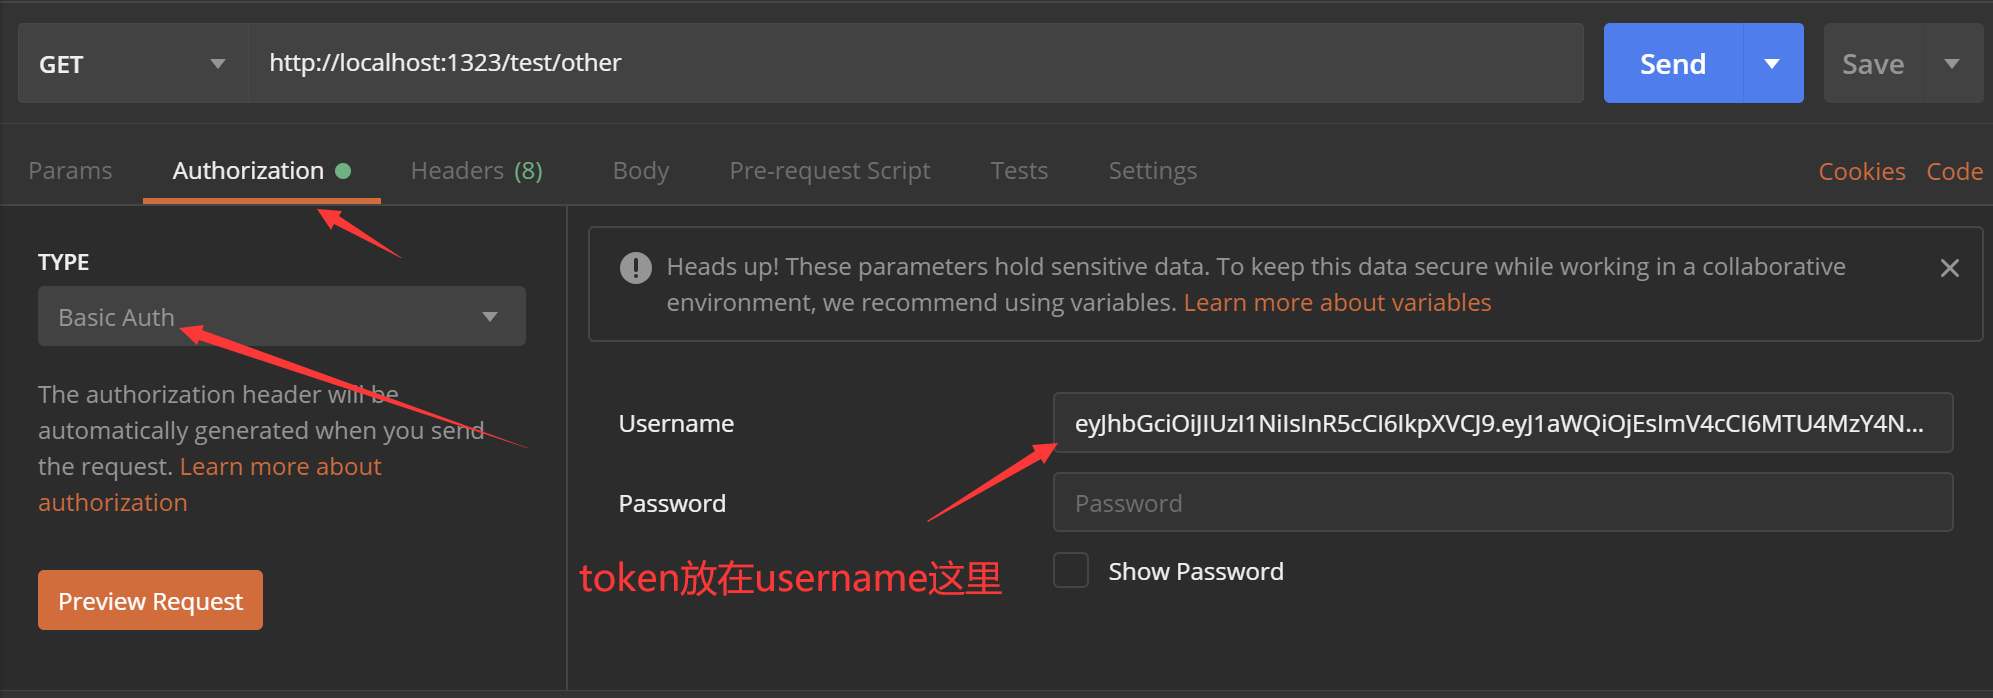 GET
http://localhost:1323/test/other
Send
Save
Params
Authorization
Headers (8)
Body
Pre-request Script
Tests
Settings
Cookies
Code
TYPE
Basic Auth
The authorization header will be
automatically generated when you send
the request. Learn more about
authorization
Preview Request
Heads up! These parameters hold sensitive data. To keep this data secure while working in a collaborative
environment, we recommend using variables. Learn more about variables
Username
eyJhbGciOiJIUzI1NiIsInR5cCI6IkpXVCJ9.eyJ1aWQiOjEsImV4cCI6MTU4MzY4N...
Password
Password
token放在username这里
Show Password